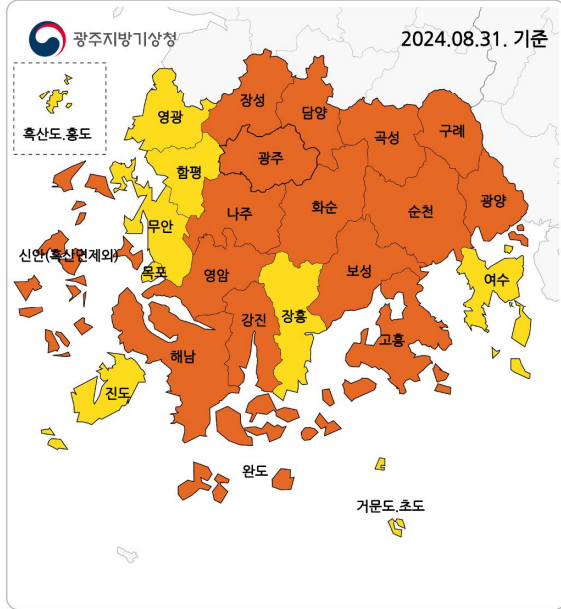 광주지방기상청
2024.08.31. 기준
흑산도.홍도
영광
장성
담양
곡성
구례
함평
광주
나주
화순
순천
광양
무안
신안(흑산면제외)
목포
영암
보성
여수
장흥
강진
고흥
해남
진도
완도
거문도.초도